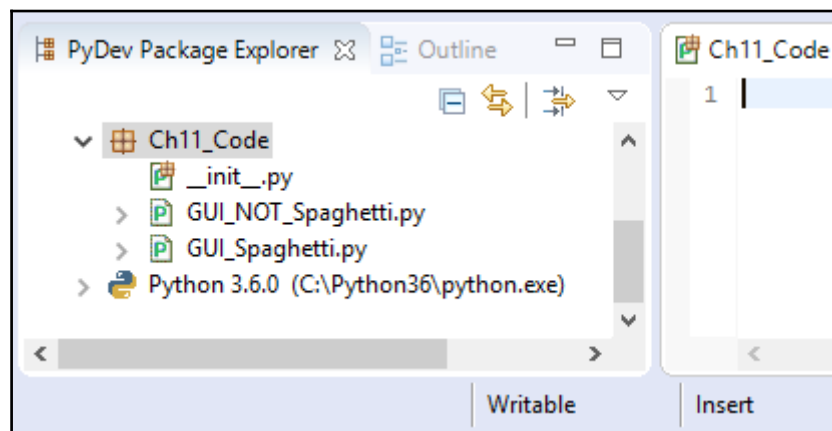 PyDev Package Explorer Outline
Ch11_Code
1
Ch11_Code
__init__.py
GUI_NOT_Spaghetti.py
GUI_Spaghetti.py
Python 3.6.0 (C:\Python36\python.exe)
Writable Insert